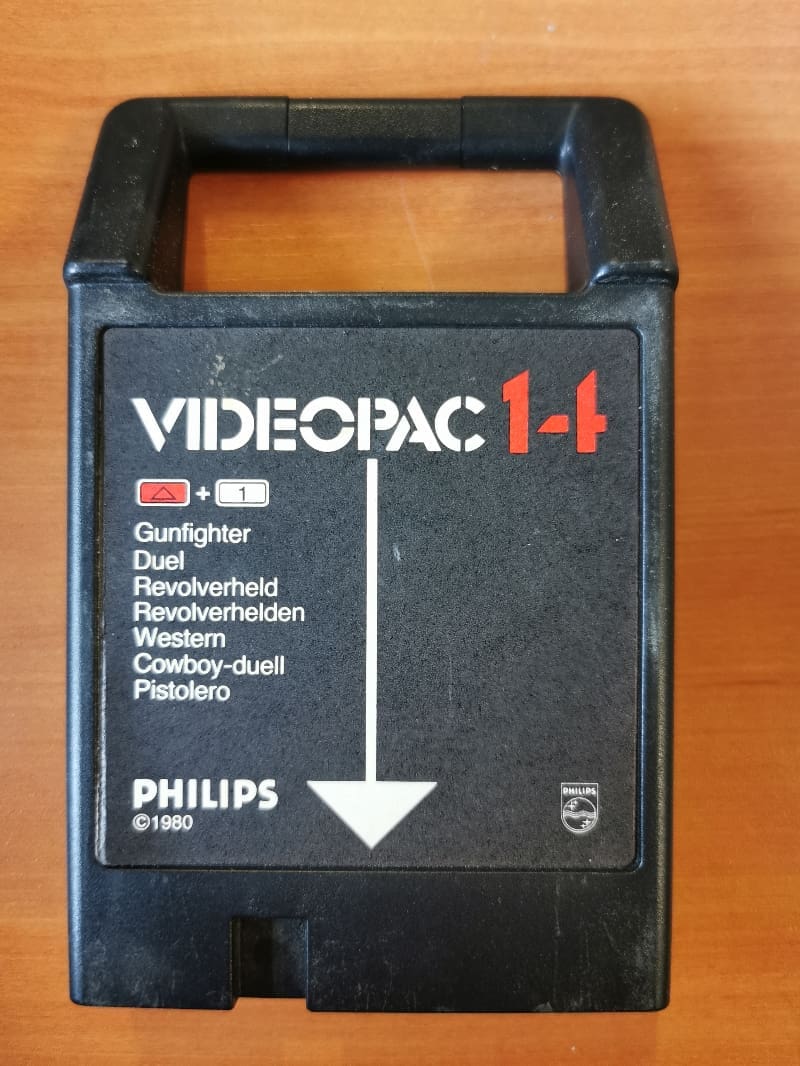 VIDEOPAC 14
+ 1
Gunfighter
Duel
Revolverheld
Revolverhelden
Western
Cowboy-duell
Pistolero
PHILIPS
©1980
PHILIPS